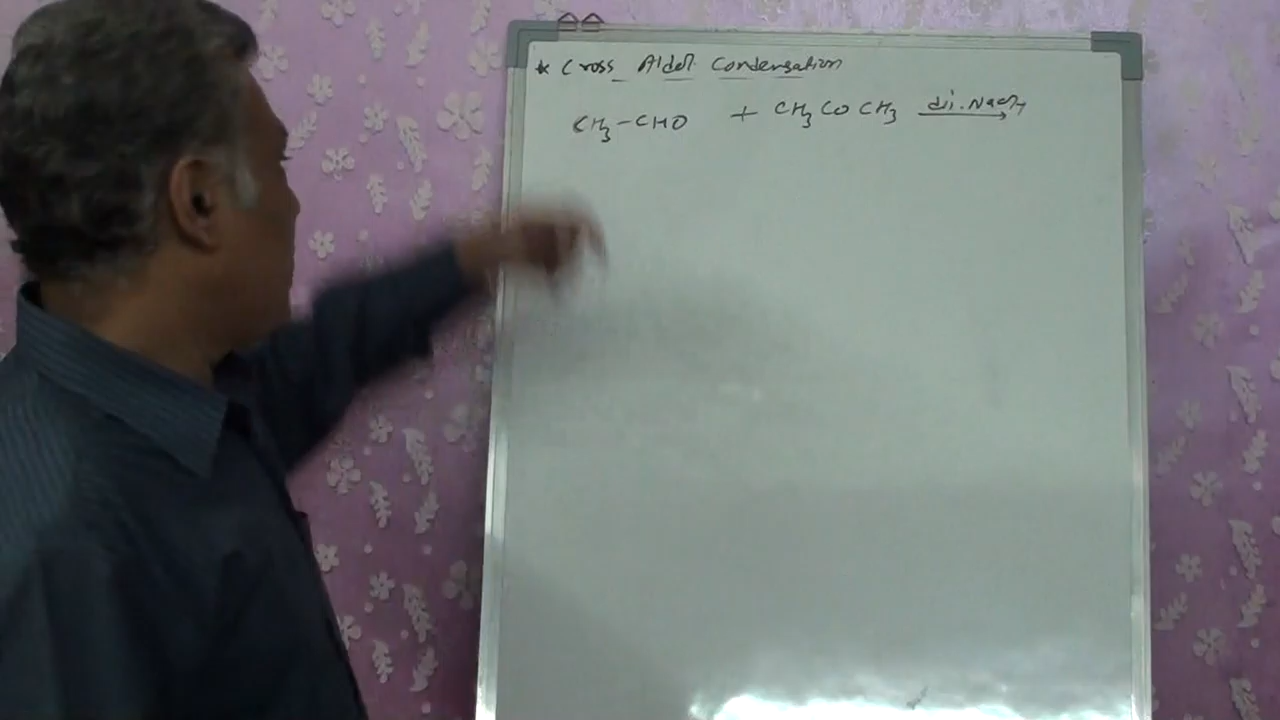 * Cross Aldol Condensation
CH₃-CHO + CH₃ CO CH₃ dil. NaOH →